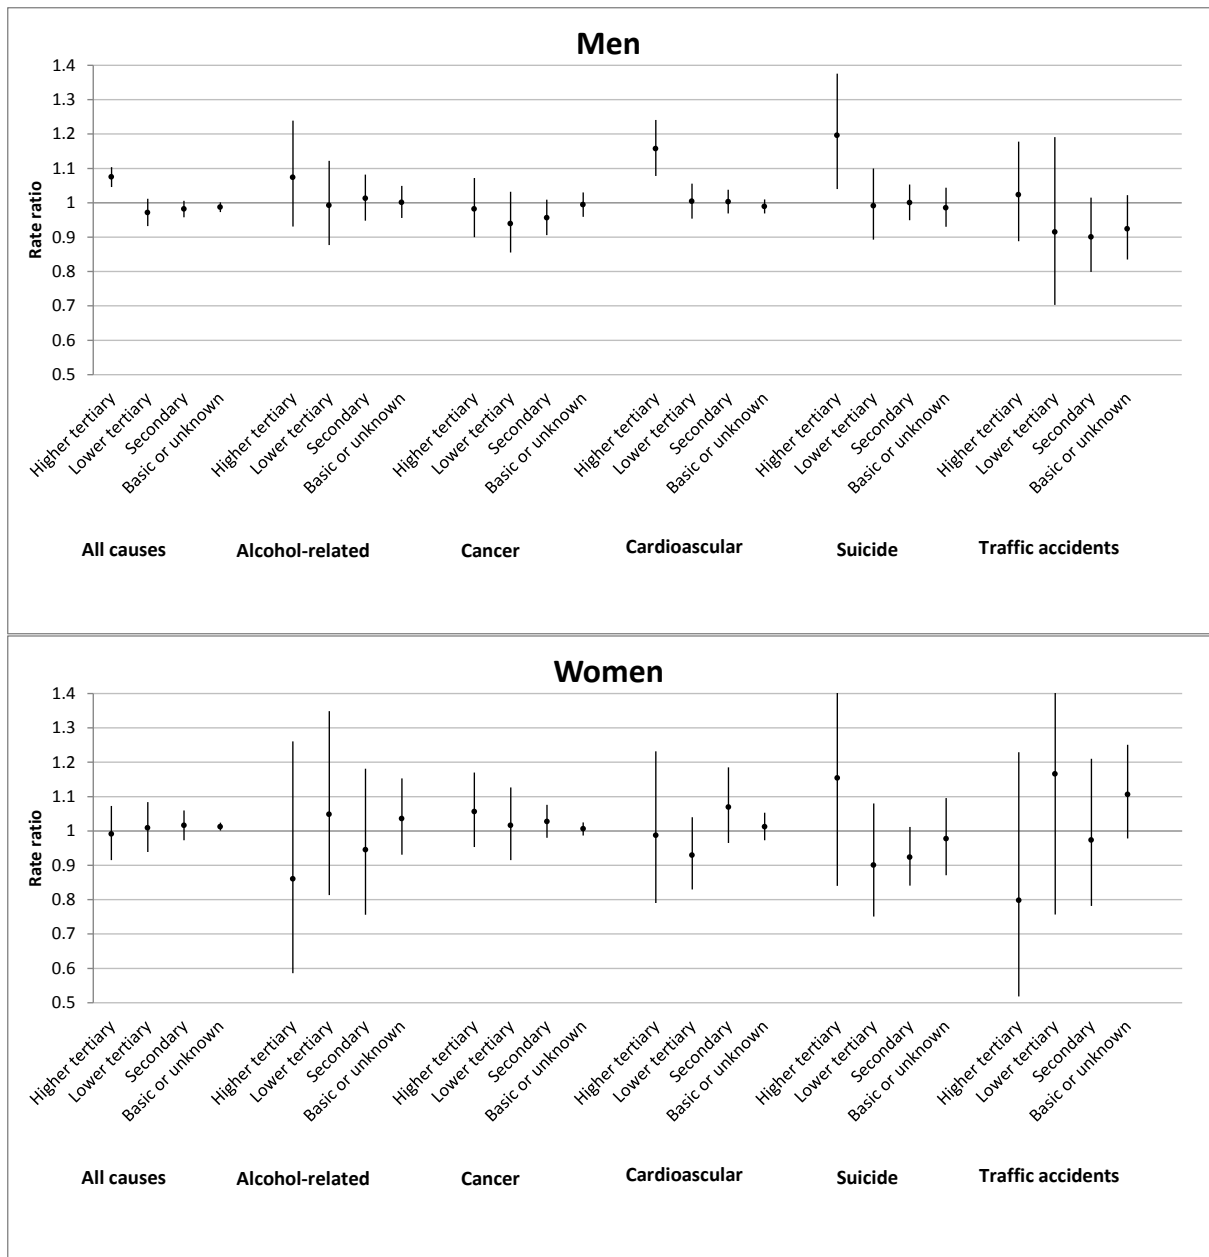 Men
Rate ratio
1.4
1.3
1.2
1.1
1
0.9
0.8
0.7
0.6
0.5
Higher tertiary
Lower tertiary
Secondary
Basic or unknown
Higher tertiary
Lower tertiary
Secondary
Basic or unknown
Higher tertiary
Lower tertiary
Secondary
Basic or unknown
Higher tertiary
Lower tertiary
Secondary
Basic or unknown
Higher tertiary
Lower tertiary
Secondary
Basic or unknown
Higher tertiary
Lower tertiary
Secondary
Basic or unknown
All causes
Alcohol-related
Cancer
Cardioascular
Suicide
Traffic accidents
Women
Rate ratio
1.4
1.3
1.2
1.1
1
0.9
0.8
0.7
0.6
0.5
Higher tertiary
Lower tertiary
Secondary
Basic or unknown
Higher tertiary
Lower tertiary
Secondary
Basic or unknown
Higher tertiary
Lower tertiary
Secondary
Basic or unknown
Higher tertiary
Lower tertiary
Secondary
Basic or unknown
Higher tertiary
Lower tertiary
Secondary
Basic or unknown
Higher tertiary
Lower tertiary
Secondary
Basic or unknown
All causes
Alcohol-related
Cancer
Cardioascular
Suicide
Traffic accidents